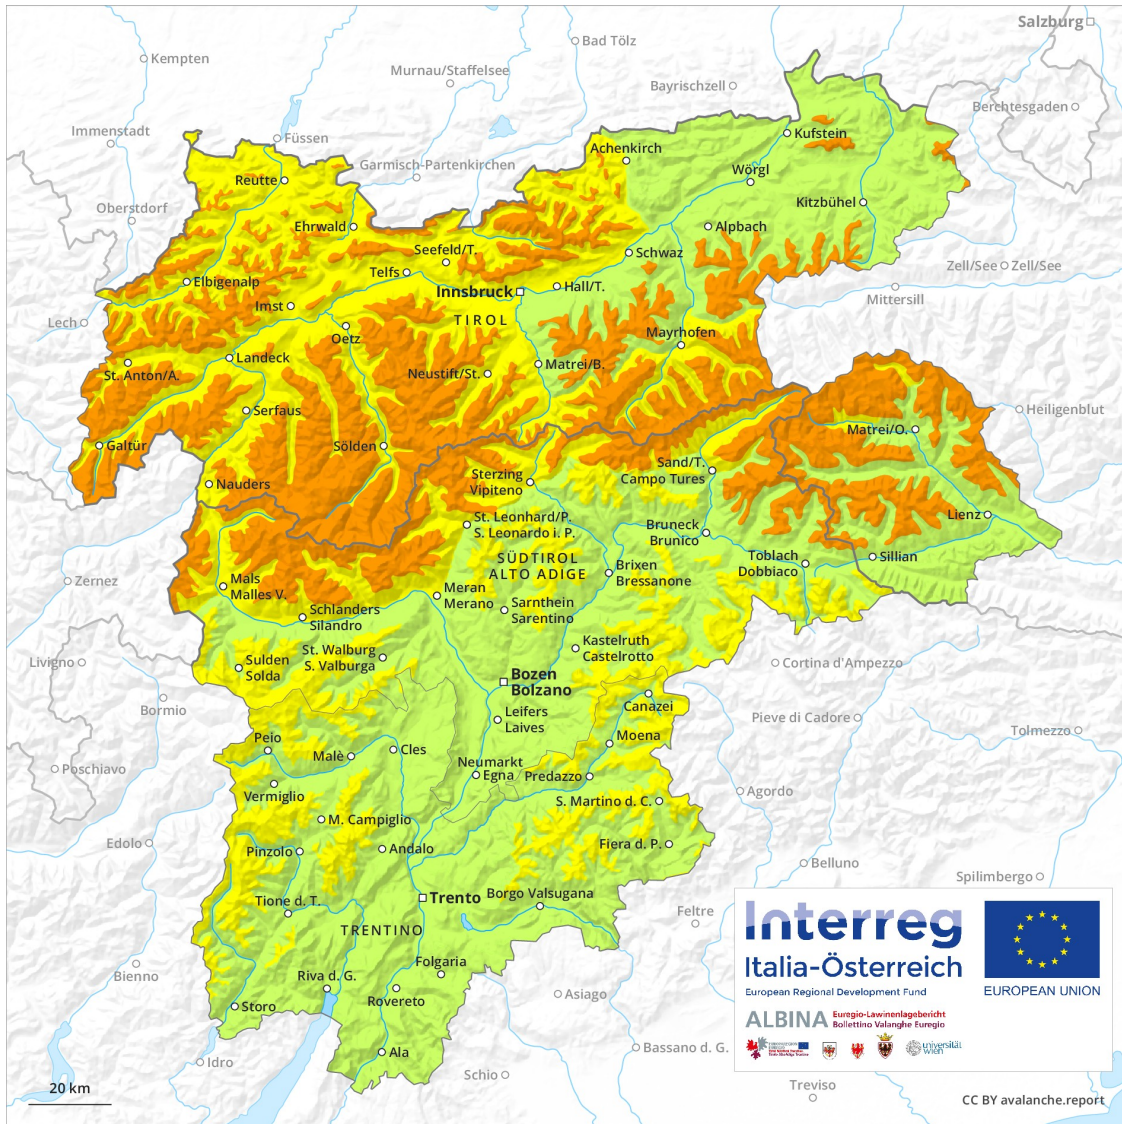 Salzburg
Bad Tölz
Kempten
Murnau/Staffelsee
Bayrischzell
Berchtesgaden
Immenstadt
Füssen
Kufstein
Achenkirch
Garmisch-Partenkirchen
Wörgl
Reutte
Oberstdorf
Kitzbühel
Ehrwald
Alpbach
Seefeld/T.
Schwaz
Telfs
Zell/See
Zell/See
Elbigenalp
Innsbruck
Hall/T.
Mittersill
Imst
TIROL
Lech
Oetz
Mayrhofen
Landeck
Matrei/B.
St. Anton/A.
Neustift/St.
Serfaus
Heiligenblut
Matrei/O.
Galtür
Sölden
Sand/T.
Campo Tures
Sterzing
Vipiteno
Nauders
St. Leonhard/P.
S. Leonardo i. P.
Lienz
Bruneck
Brunico
SÜDTIROL
ALTO ADIGE
Toblach
Dobbiaco
Sillian
Brixen
Bressanone
Zernez
Mals
Malles V.
Meran
Merano
Sarnthein
Sarentino
Schlanders
Silandro
Kastelruth
Castelrotto
St. Walburg
S. Valburga
Livigno
Sulden
Solda
Cortina d'Ampezzo
Bozen
Bolzano
Bormio
Canazei
Leifers
Laives
Pieve di Cadore
Tolmezzo
Peio
Moena
Malè
Cles
Neumarkt
Egna
Predazzo
Poschiavo
Vermiglio
Agordo
S. Martino d. C.
M. Campiglio
Edolo
Pinzolo
Andalo
Fiera d. P.
Belluno
Spilimbergo
Trento
Borgo Valsugana
Tione d. T.
Feltre
TRENTINO
Folgaria
Bienno
Riva d. G.
Rovereto
Asiago
Storo
Ala
Idro
Bassano d. G.
Schio
Treviso
20 km
Interreg
Italia-Österreich
European Regional Development Fund
EUROPEAN UNION
ALBINA
Euregio-Lawinenlagebericht
Bollettino Valanghe Euregio
universität
wien
CC BY avalanche.report